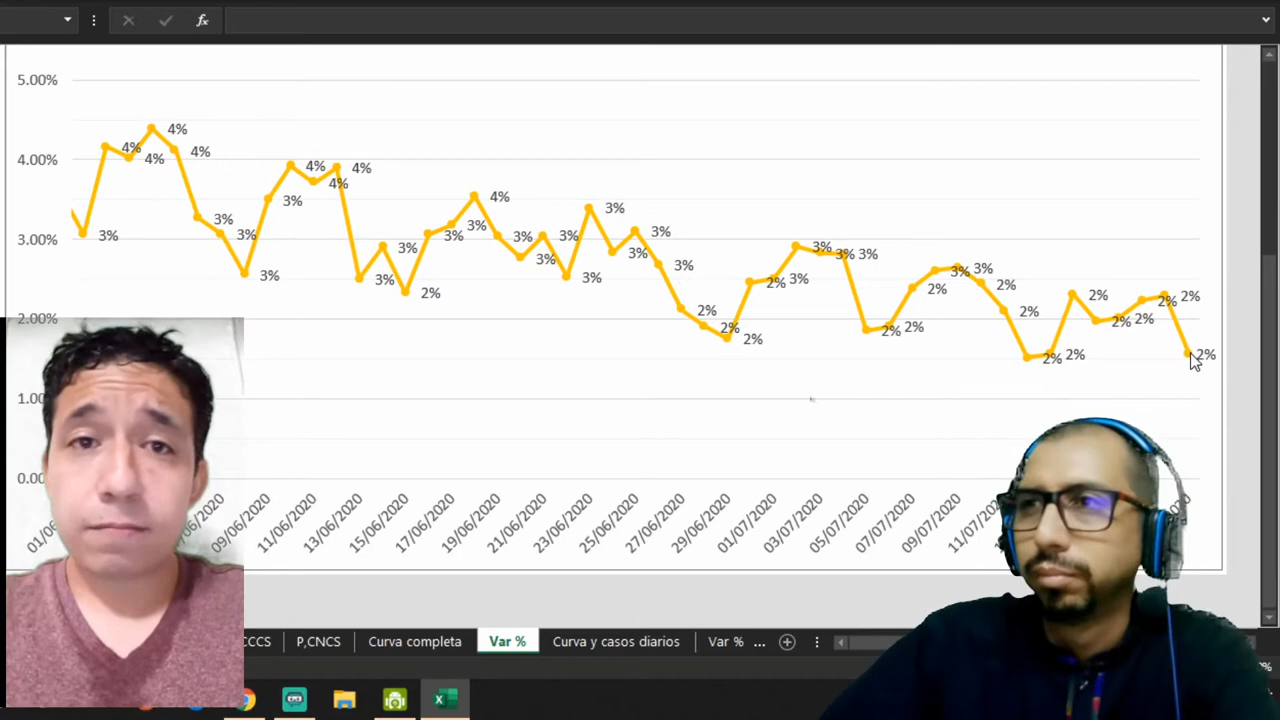 fx
5.00%
4.00%
3.00%
2.00%
3% 4% 4% 4% 4% 3% 3% 3% 3% 4% 4% 4% 3% 3% 2% 3% 3% 4% 3% 3% 3% 3% 3% 3% 3% 3% 2% 2% 2% 2% 3% 3% 3% 3% 2% 2% 2% 3% 3% 2% 2% 2% 2% 2% 2% 2% 2% 2% 2%
09/06/2020 11/06/2020 13/06/2020 15/06/2020 17/06/2020 19/06/2020 21/06/2020 23/06/2020 25/06/2020 27/06/2020 29/06/2020 01/07/2020 03/07/2020 05/07/2020 07/07/2020 09/07/2020
CCCS P,CNCS Curva completa Var % Curva y casos diarios Var % ...